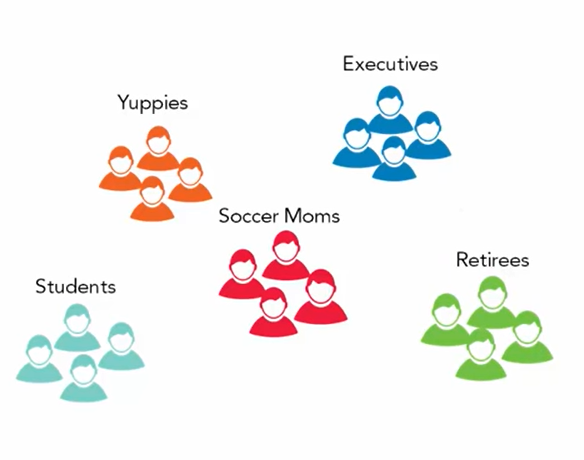 Executives
Yuppies
Soccer Moms
Retirees
Students